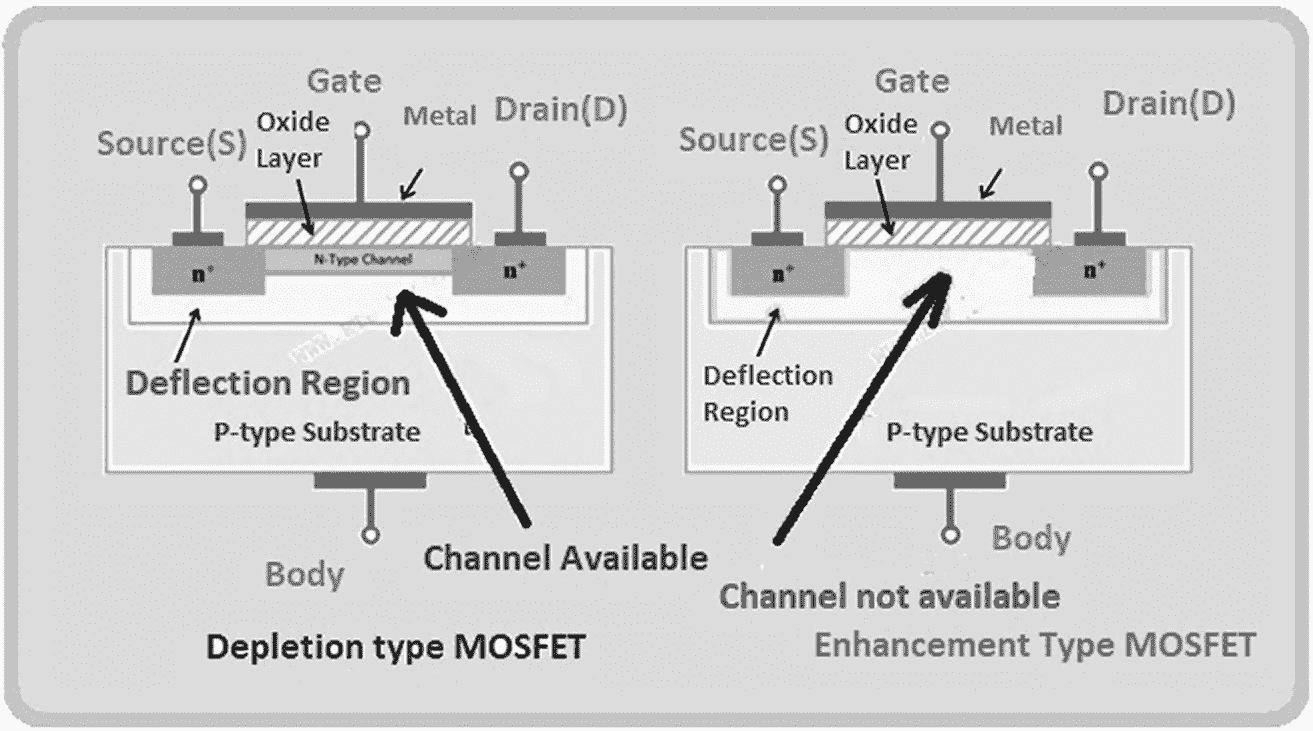 Gate
Oxide
Layer
Metal
Drain(D)
Source(S)
N-Type Channel
n+
n+
Deflection Region
P-type Substrate
Channel Available
Body
Depletion type MOSFET
Gate
Oxide
Layer
Metal
Drain(D)
Source(S)
n+
n+
Deflection
Region
P-type Substrate
Body
Channel not available
Enhancement Type MOSFET